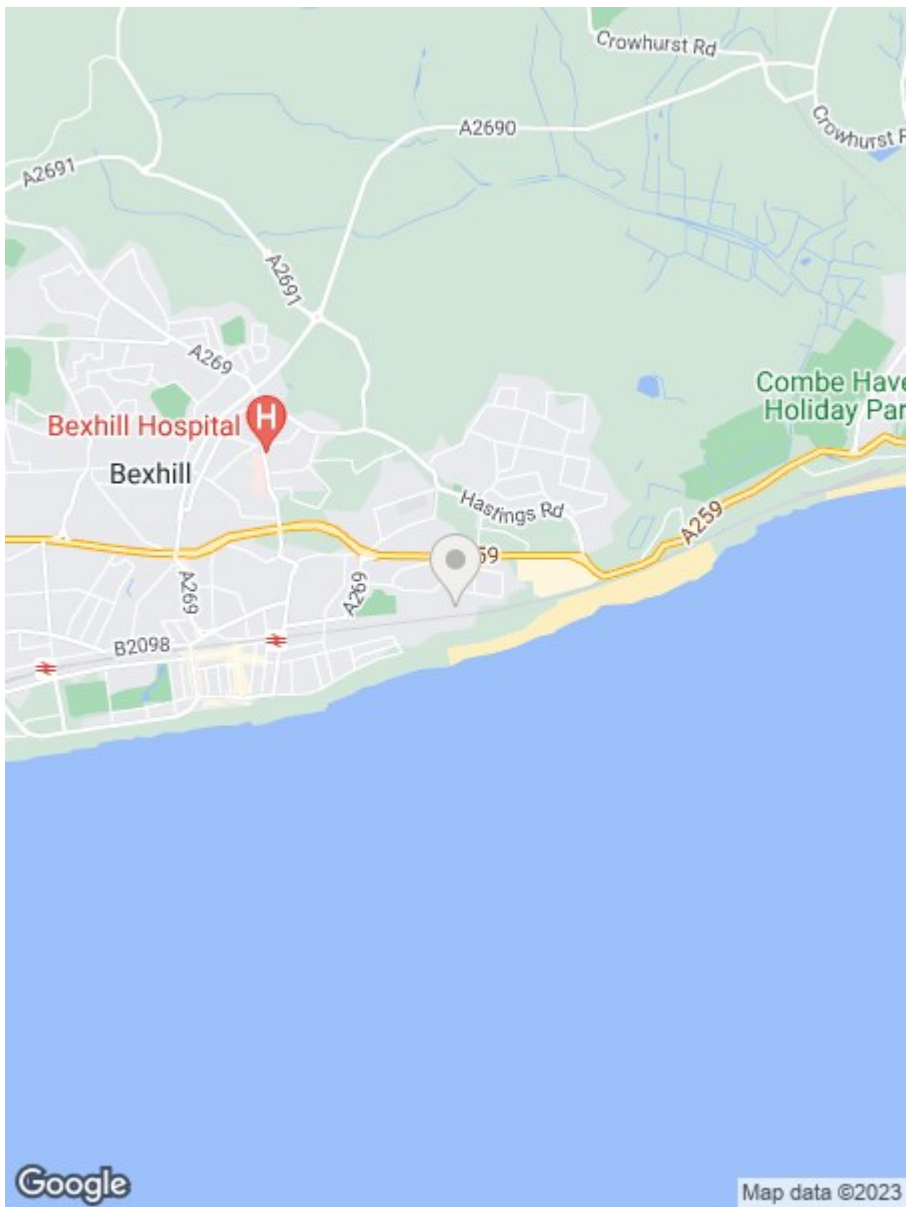 Crowhurst Rd
A2690
Crowhurst R
A2691
A2691
A269
Combe Have
Holiday Par
Bexhill Hospital
H
Bexhill
Hastings Rd
A259
59
A269
A269
B2098
Google
Map data ©2023